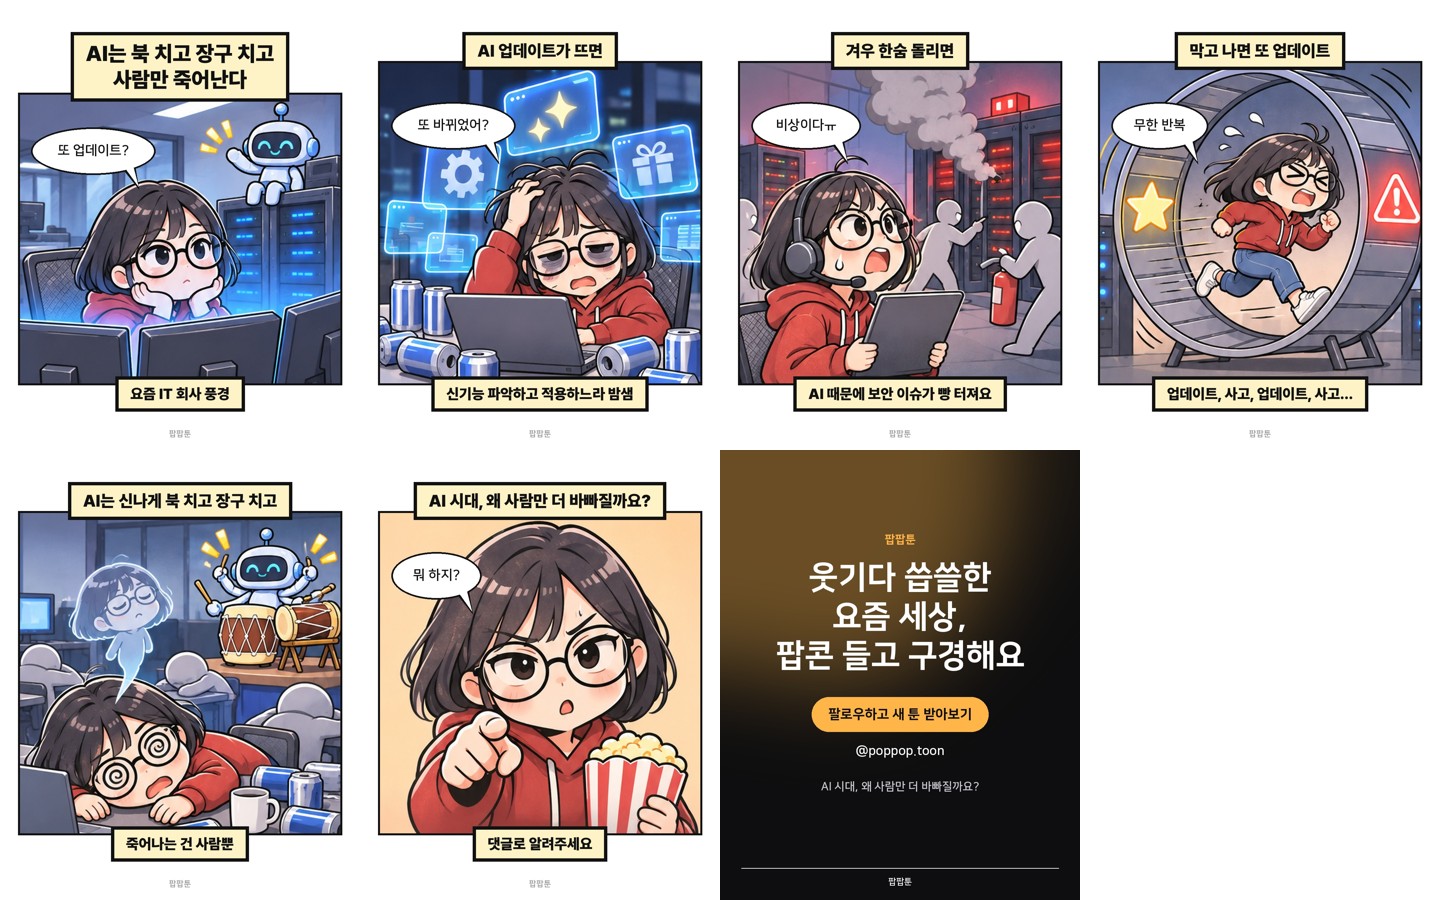 AI는 북 치고 장구 치고
사람만 죽어난다
또 업데이트?
요즘 IT 회사 풍경
팝팝툰
AI 업데이트가 뜨면
또 바뀌었어?
신기능 파악하고 적용하느라 밤샘
팝팝툰
겨우 한숨 돌리면
비상이다ㅠ
AI 때문에 보안 이슈가 빵 터져요
팝팝툰
막고 나면 또 업데이트
무한 반복
업데이트, 사고, 업데이트, 사고...
팝팝툰
AI는 신나게 북 치고 장구 치고
죽어나는 건 사람뿐
팝팝툰
AI 시대, 왜 사람만 더 바빠질까요?
뭐 하지?
댓글로 알려주세요
팝팝툰
팝팝툰
웃기다 씁쓸한
요즘 세상,
팝콘 들고 구경해요
팔로우하고 새 툰 받아보기
@poppop.toon
AI 시대, 왜 사람만 더 바빠질까요?
팝팝툰